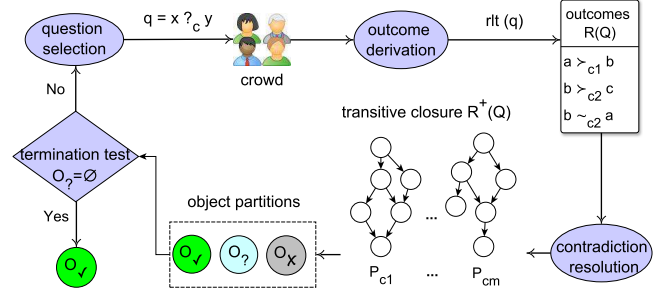 question
selection
q = x ?c y
crowd
outcome
derivation
rlt (q)
outcomes
R(Q)
a ≻c1 b
b ≻c2 c
b ~c2 a
No
transitive closure R+(Q)
termination test
O?=∅
object partitions
Yes
O✓
O✓
O?
O✗
...
Pc1
...
Pcm
contradiction
resolution